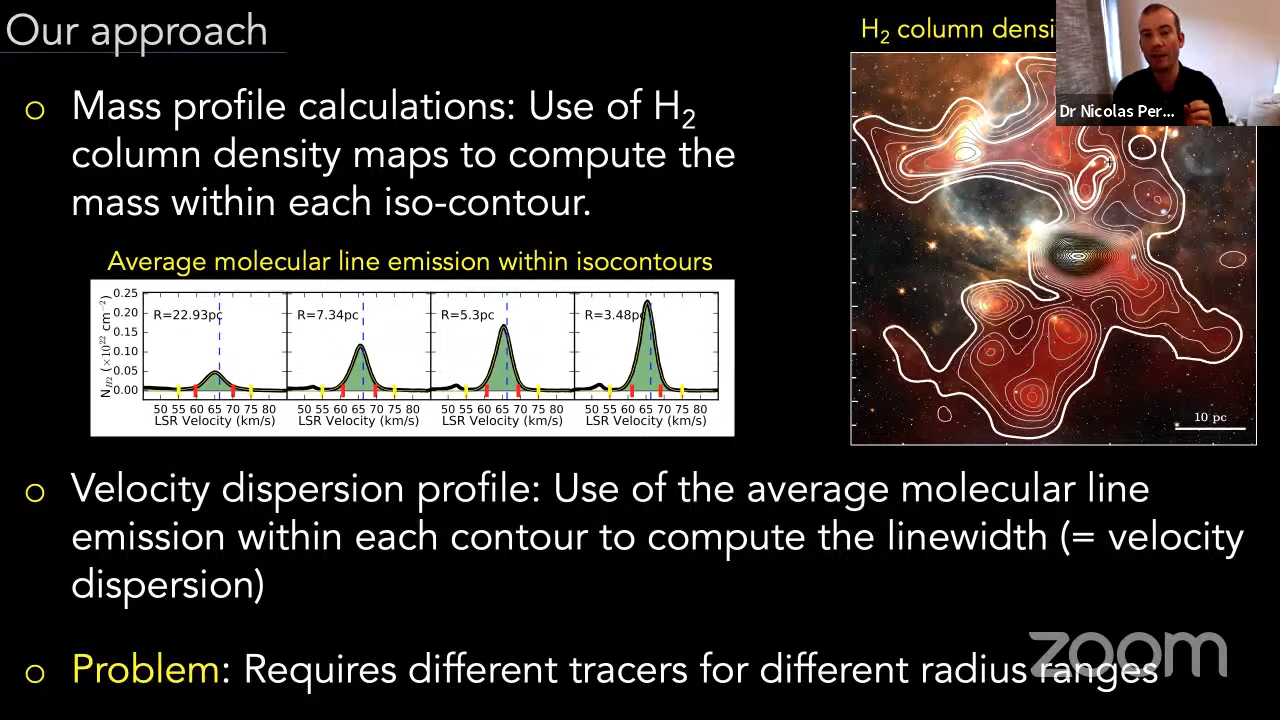 Our approach
H₂ column densi
Dr Nicolas Per...
Mass profile calculations: Use of H₂
column density maps to compute the
mass within each iso-contour.
Average molecular line emission within isocontours
N_H2 (×10²² cm⁻²)
0.25
0.20
0.15
0.10
0.05
0.00
R=22.93pc
R=7.34pc
R=5.3pc
R=3.48pc
50 55 60 65 70 75 80
50 55 60 65 70 75 80
50 55 60 65 70 75 80
50 55 60 65 70 75 80
LSR Velocity (km/s)
LSR Velocity (km/s)
LSR Velocity (km/s)
LSR Velocity (km/s)
10 pc
Velocity dispersion profile: Use of the average molecular line
emission within each contour to compute the linewidth (= velocity
dispersion)
Problem: Requires different tracers for different radius ranges
zoom